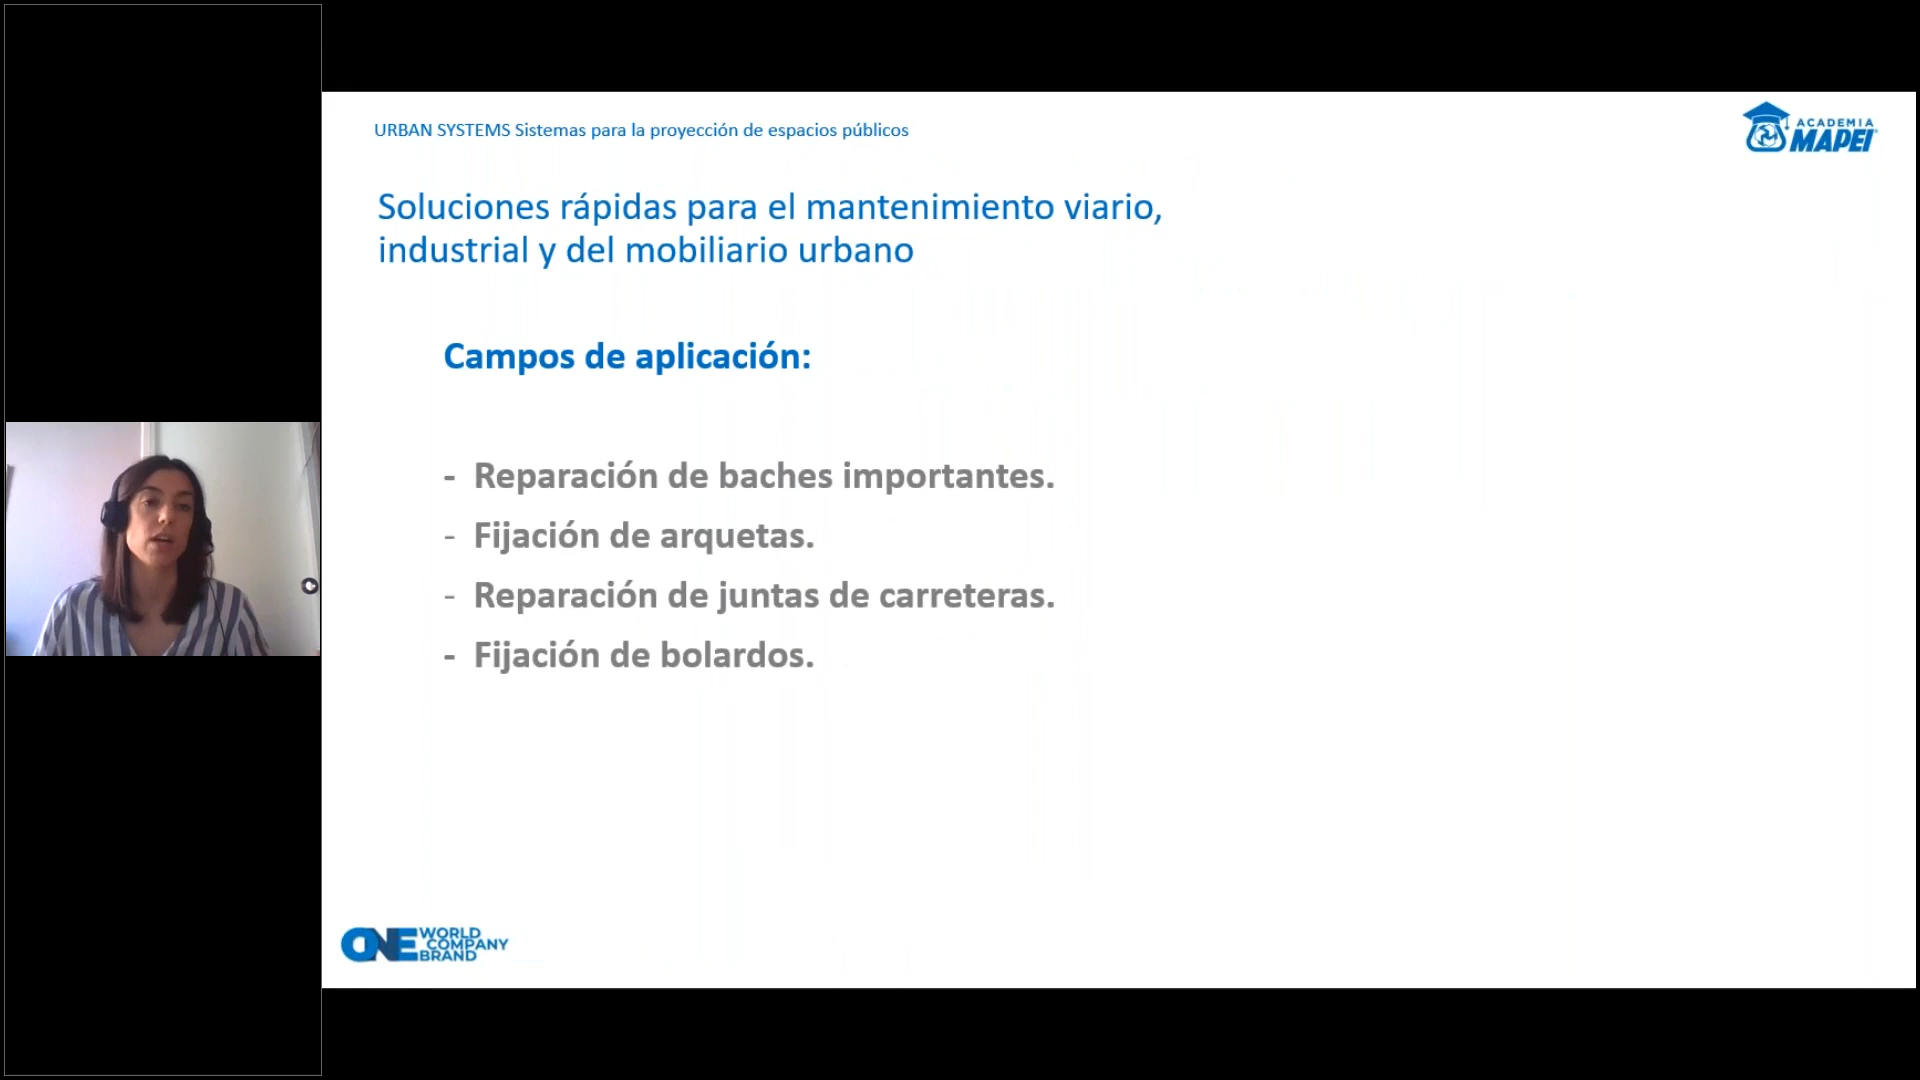 URBAN SYSTEMS Sistemas para la proyección de espacios públicos
ACADEMIA
MAPEI
Soluciones rápidas para el mantenimiento viario,
industrial y del mobiliario urbano
Campos de aplicación:
- Reparación de baches importantes.
- Fijación de arquetas.
- Reparación de juntas de carreteras.
- Fijación de bolardos.
ONE WORLD
COMPANY
BRAND